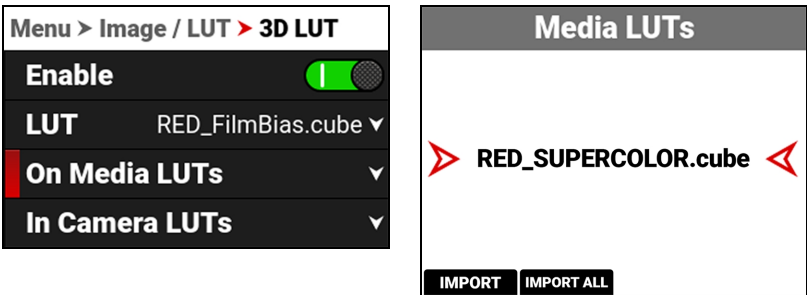 Menu > Image / LUT > 3D LUT
Enable
LUT RED_FilmBias.cube
On Media LUTs
In Camera LUTs
Media LUTs
RED_SUPERCOLOR.cube
IMPORT IMPORT ALL